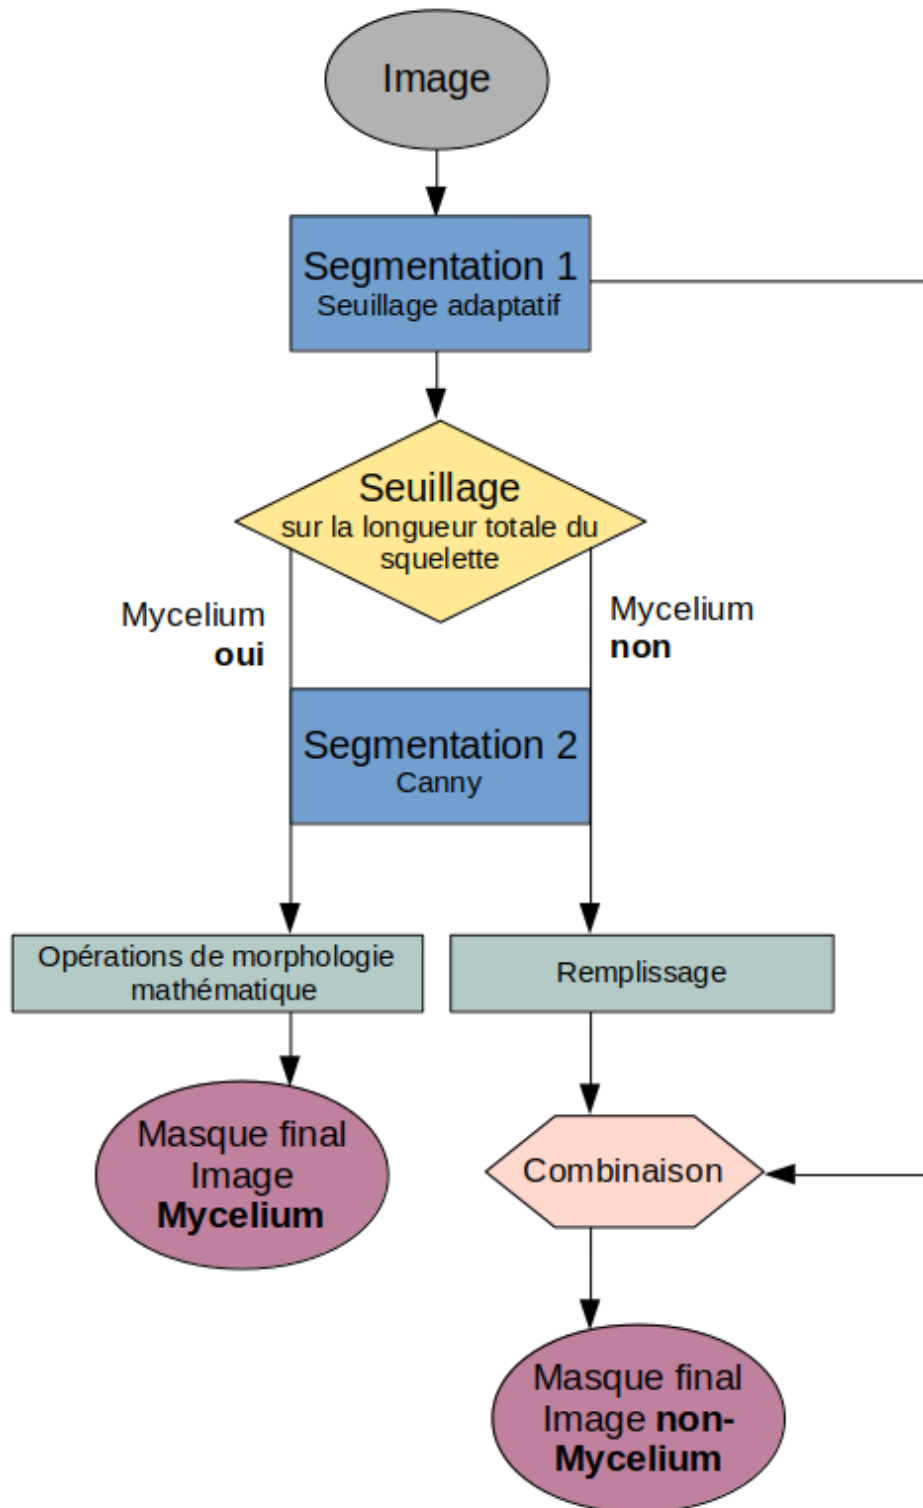 Image
Segmentation 1
Seuillage adaptatif
Seuillage
sur la longueur totale du
squelette
Mycelium
oui
Mycelium
non
Segmentation 2
Canny
Opérations de morphologie
mathématique
Remplissage
Masque final
Image
Mycelium
Combinaison
Masque final
Image non-
Mycelium